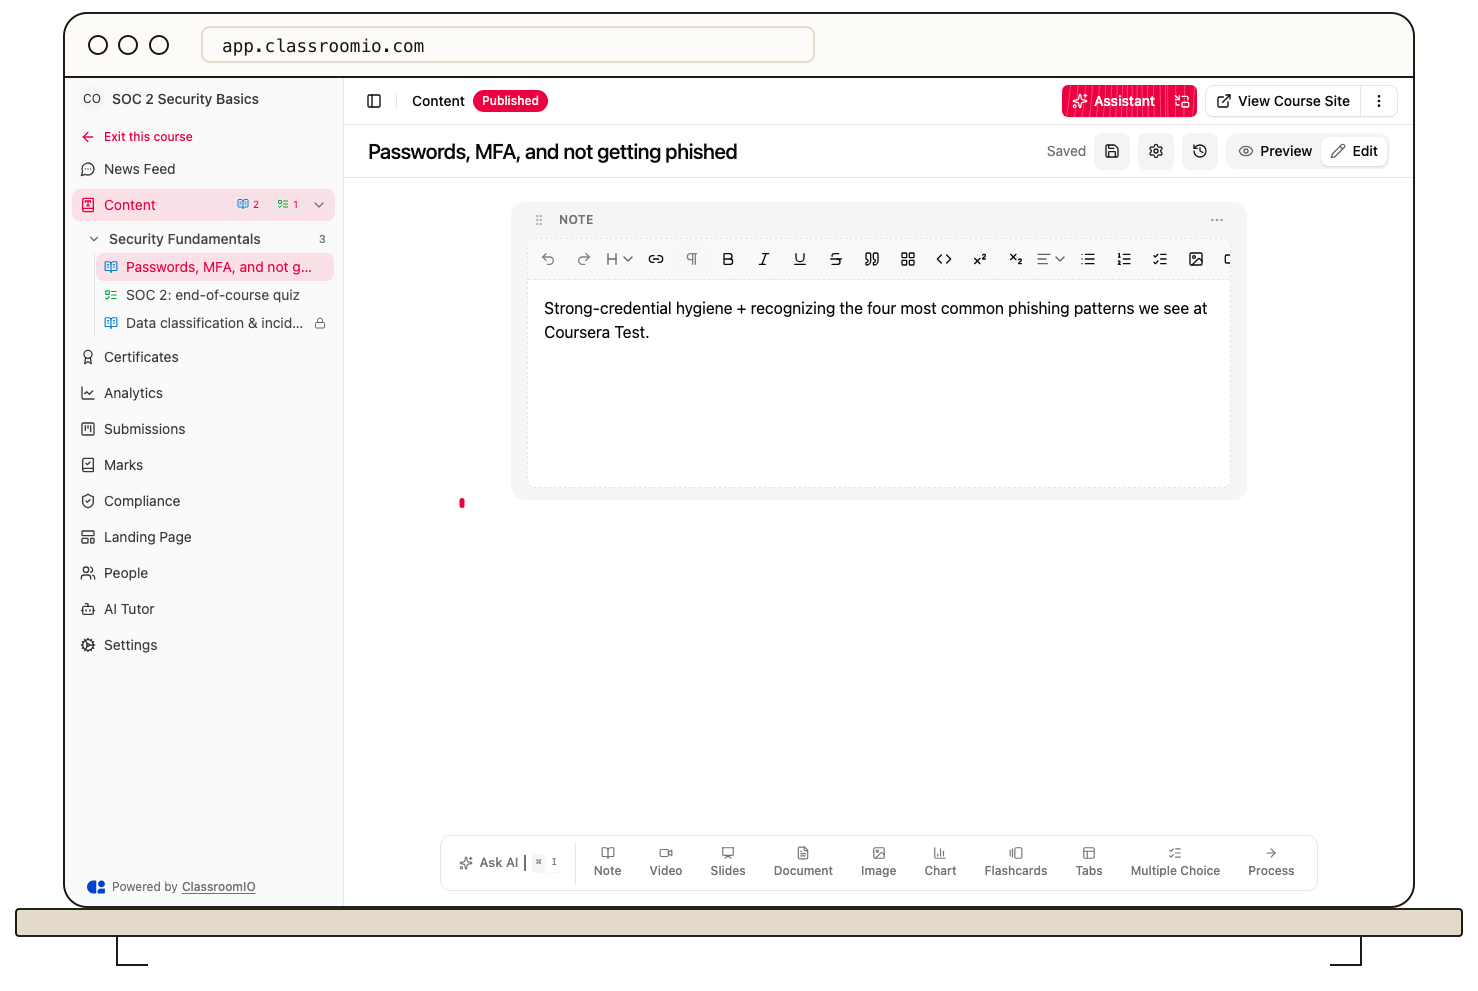 app.classroomio.com
CO SOC 2 Security Basics
Exit this course
News Feed
Content 2 1
Security Fundamentals 3
Passwords, MFA, and not g...
SOC 2: end-of-course quiz
Data classification & incid...
Certificates
Analytics
Submissions
Marks
Compliance
Landing Page
People
AI Tutor
Settings
Powered by ClassroomIO
Content Published
Assistant
View Course Site
Passwords, MFA, and not getting phished
Saved
Preview
Edit
NOTE
Strong-credential hygiene + recognizing the four most common phishing patterns we see at
Coursera Test.
Ask AI ⌘ I
Note
Video
Slides
Document
Image
Chart
Flashcards
Tabs
Multiple Choice
Process